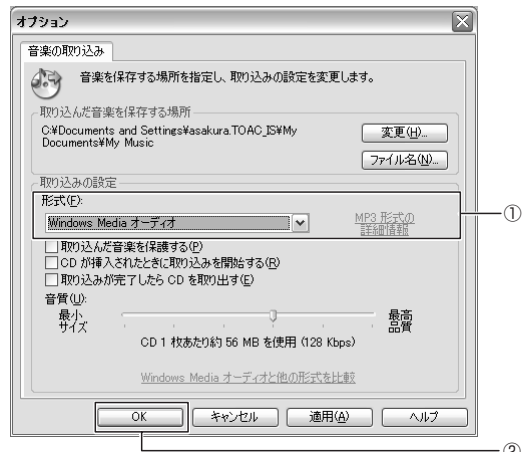 オプション
音楽の取り込み
音楽を保存する場所を指定し、取り込みの設定を変更します。
取り込んだ音楽を保存する場所
C:¥Documents and Settings¥asakura.TOAC_IS¥My
Documents¥My Music
変更(H)...
ファイル名(N)...
取り込みの設定
形式(F):
Windows Media オーディオ
MP3 形式の
詳細情報
①
取り込んだ音楽を保護する(P)
CD が挿入されたときに取り込みを開始する(R)
取り込みが完了したら CD を取り出す(E)
音質(U):
最小
サイズ
最高
品質
CD 1 枚あたり約 56 MB を使用 (128 Kbps)
Windows Media オーディオと他の形式を比較
OK
キャンセル
適用(A)
ヘルプ